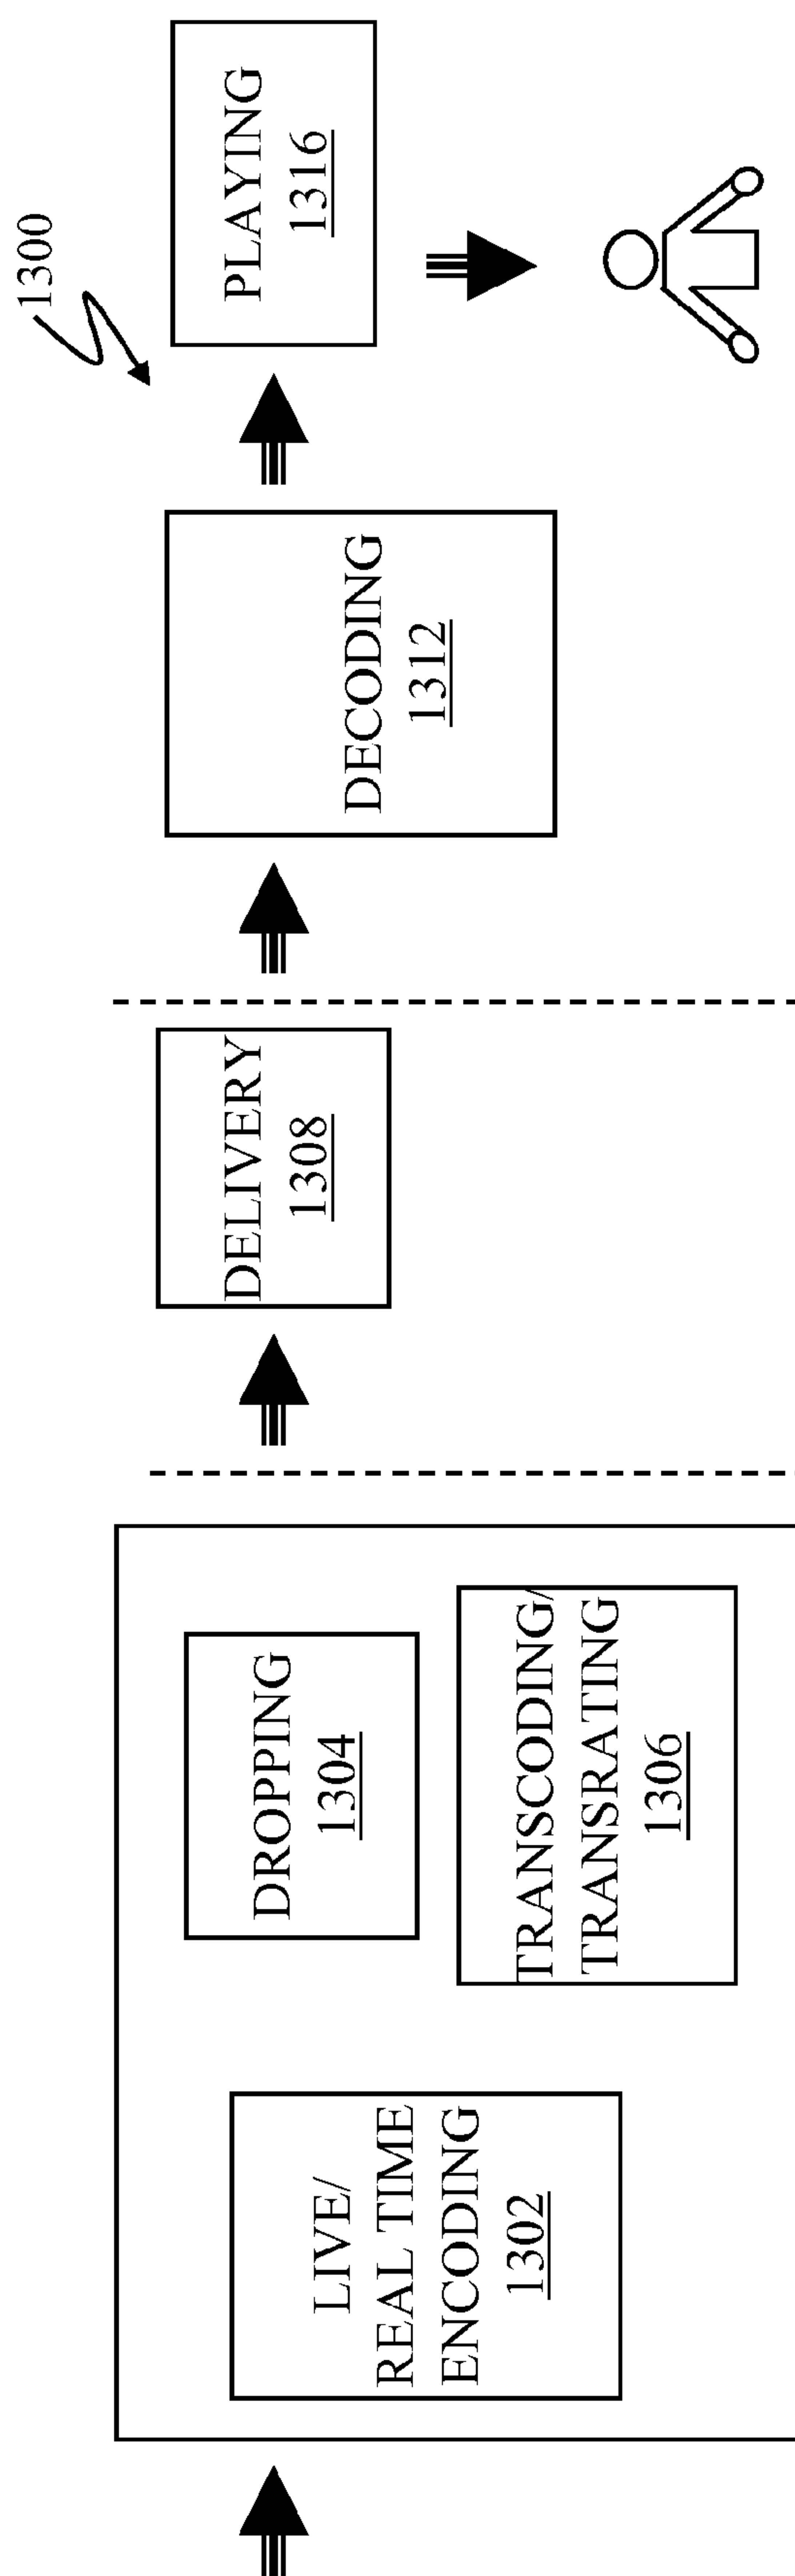 1300
LIVE/
REAL TIME
ENCODING
1302
DROPPING
1304
TRANSCODING/
TRANSRATING
1306
DELIVERY
1308
DECODING
1312
PLAYING
1316